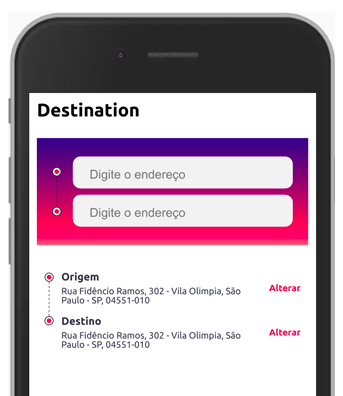 Destination
Digite o endereço
Digite o endereço
Origem
Rua Fidêncio Ramos, 302 - Vila Olimpia, São
Paulo - SP, 04551-010
Alterar
Destino
Rua Fidêncio Ramos, 302 - Vila Olimpia, São
Paulo - SP, 04551-010
Alterar